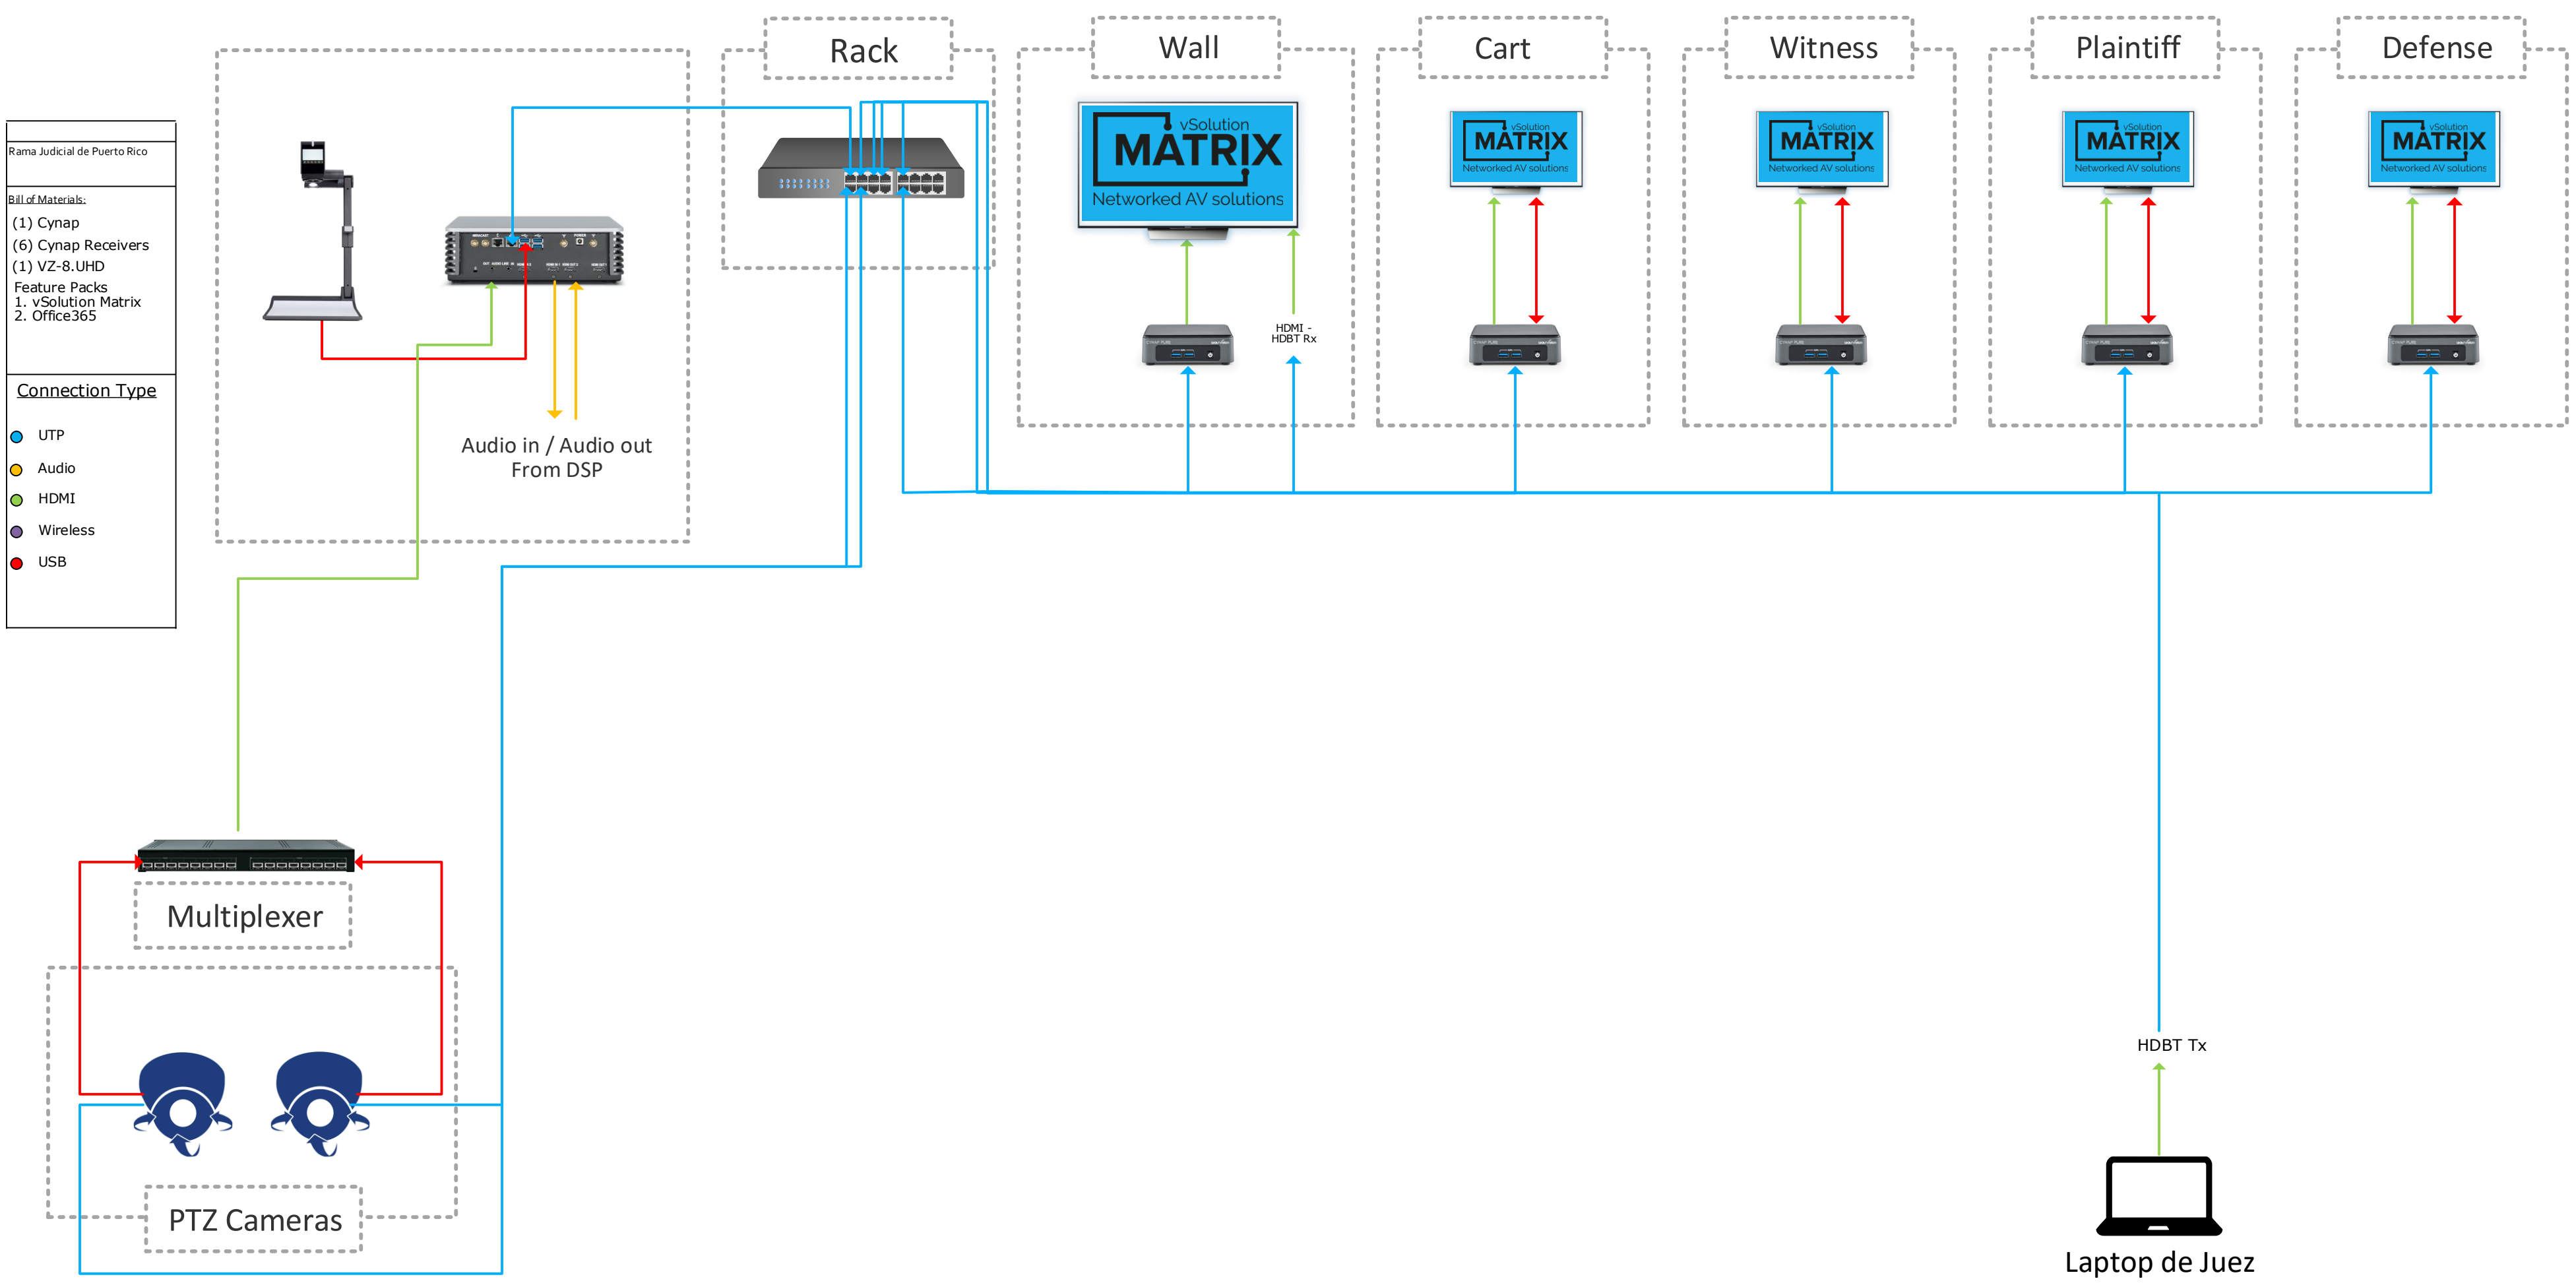 Rack
Wall
Cart
Witness
Plaintiff
Defense
Rama Judicial de Puerto Rico
Bill of Materials:
(1) Cynap
(6) Cynap Receivers
(1) VZ-8.UHD
Feature Packs
1. vSolution Matrix
2. Office365
Connection Type
UTP
Audio
HDMI
Wireless
USB
POWER
Audio in / Audio out
From DSP
vSolution
MATRIX
Networked AV solutions
HDMI -
HDBT Rx
vSolution
MATRIX
Networked AV solutions
vSolution
MATRIX
Networked AV solutions
vSolution
MATRIX
Networked AV solutions
vSolution
MATRIX
Networked AV solutions
Multiplexer
PTZ Cameras
HDBT Tx
Laptop de Juez